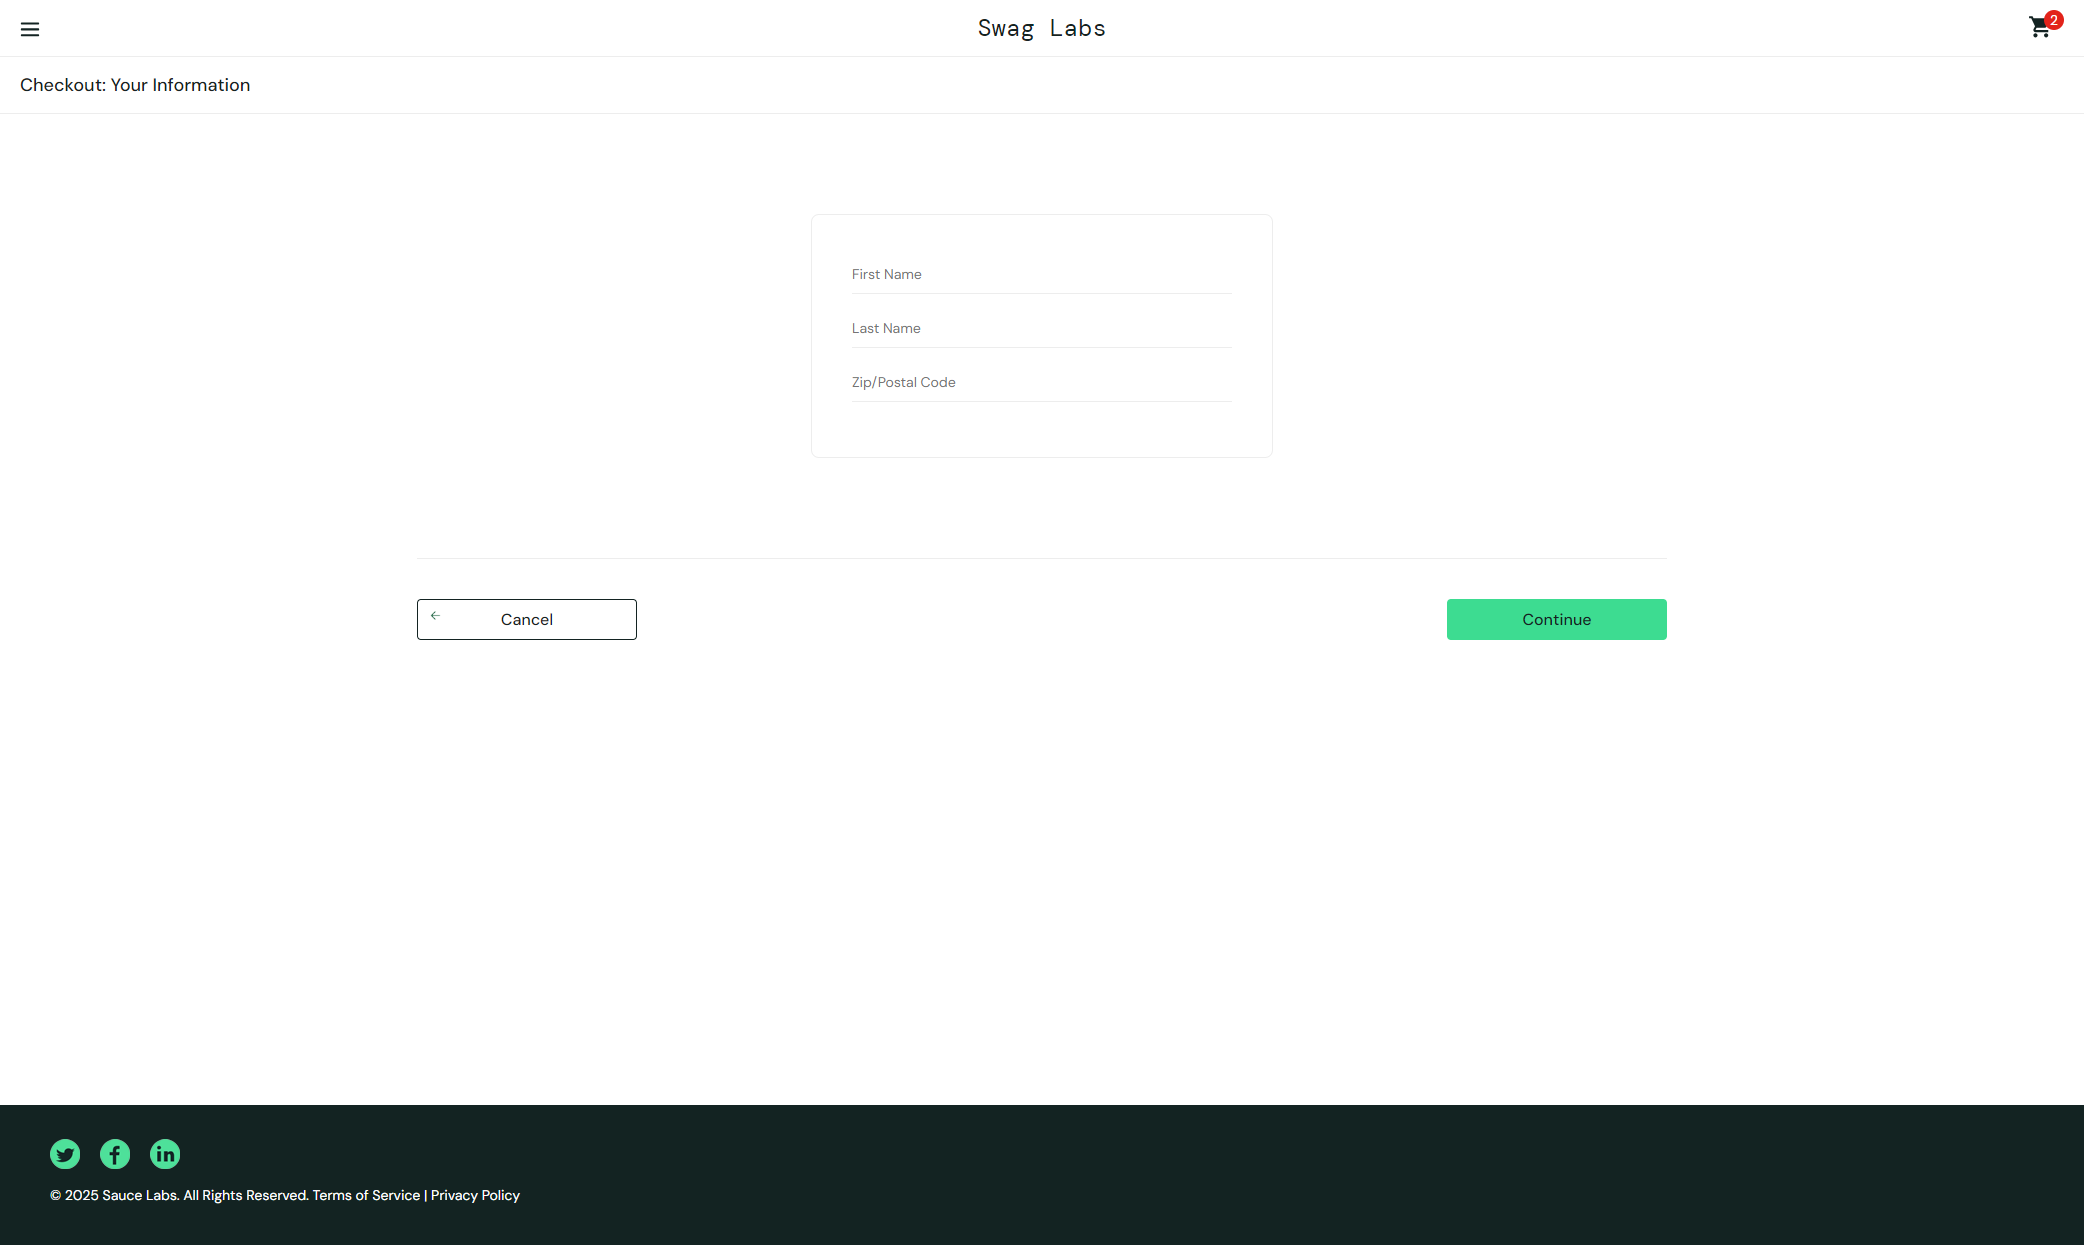 Swag Labs
2
Checkout: Your Information
First Name
Last Name
Zip/Postal Code
Cancel
Continue
© 2025 Sauce Labs. All Rights Reserved. Terms of Service | Privacy Policy